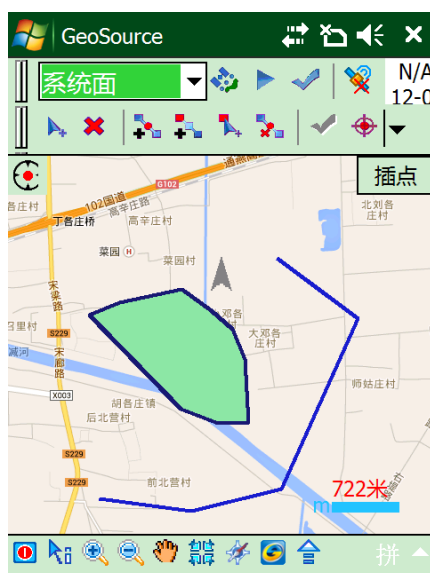 GeoSource
系统面
N/A
12-0
插点
通燕高
G102
102国道
高辛庄路
各庄村
丁各庄桥
高辛庄村
北刘各
庄村
菜园
H
菜园村
宋梁路
邓各
召里村
S229
大邓各
庄村
减河
宋郎路
X003
师姑庄村
胡各庄镇
后北营村
S229
S229
前北营村
722米
m
拼